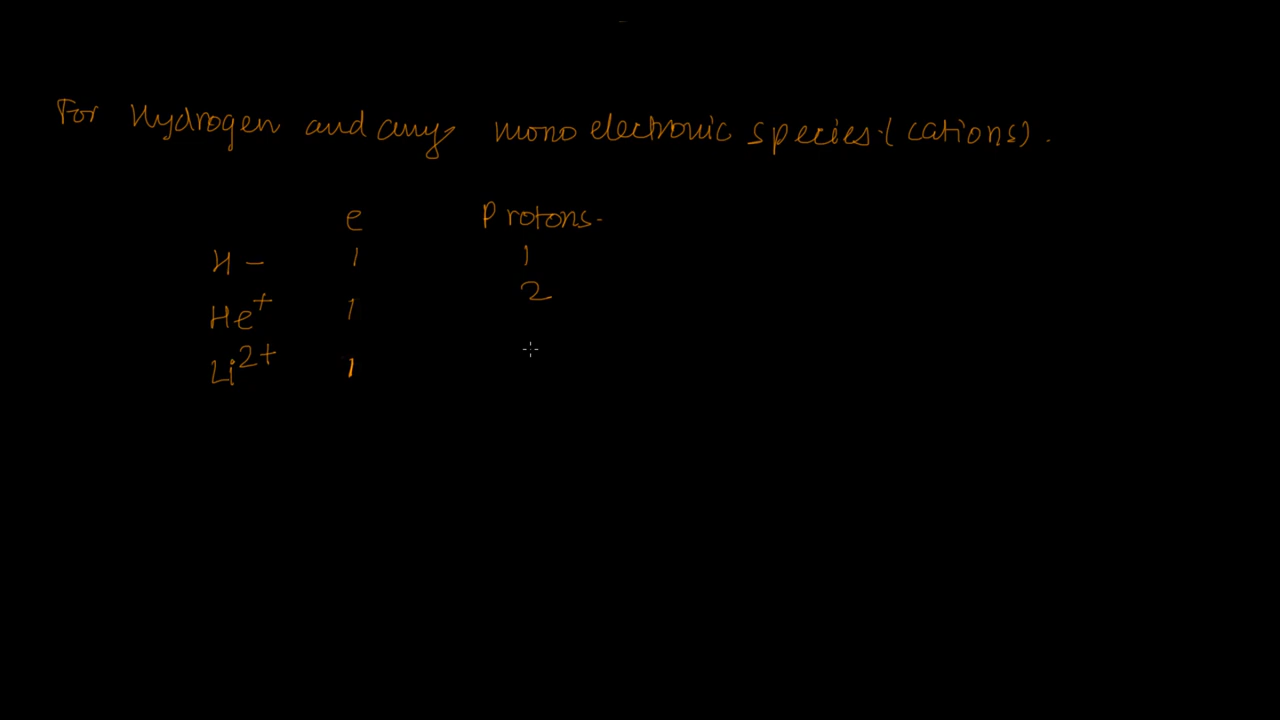 For Hydrogen and any mono electronic species (cations).
e Protons.
H - 1 1
He+ 1 2
Li2+ 1